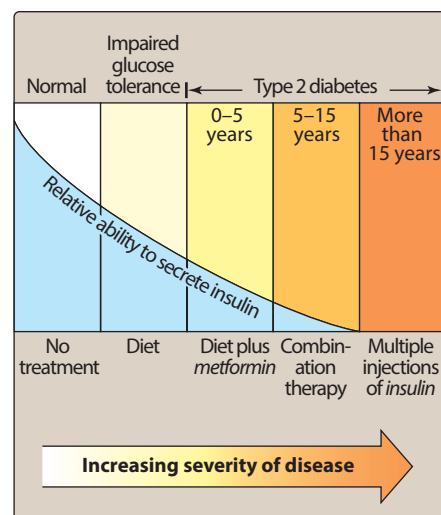 Normal
Impaired
glucose
tolerance
Type 2 diabetes
0–5
years
5–15
years
More
than
15 years
Relative ability to secrete insulin
No
treatment
Diet
Diet plus
metformin
Combin-
ation
therapy
Multiple
injections
of insulin
Increasing severity of disease